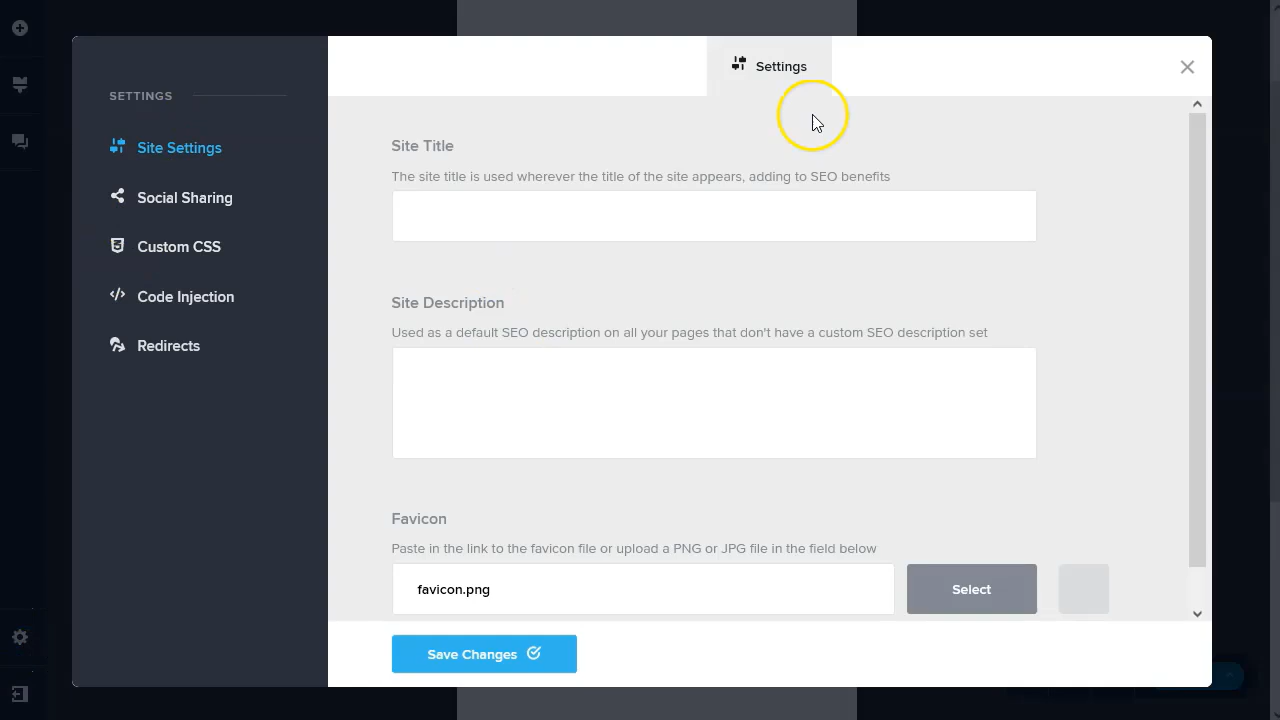 Settings
SETTINGS
Site Settings
Social Sharing
Custom CSS
Code Injection
Redirects
Site Title
The site title is used wherever the title of the site appears, adding to SEO benefits
Site Description
Used as a default SEO description on all your pages that don't have a custom SEO description set
Favicon
Paste in the link to the favicon file or upload a PNG or JPG file in the field below
favicon.png
Select
Save Changes